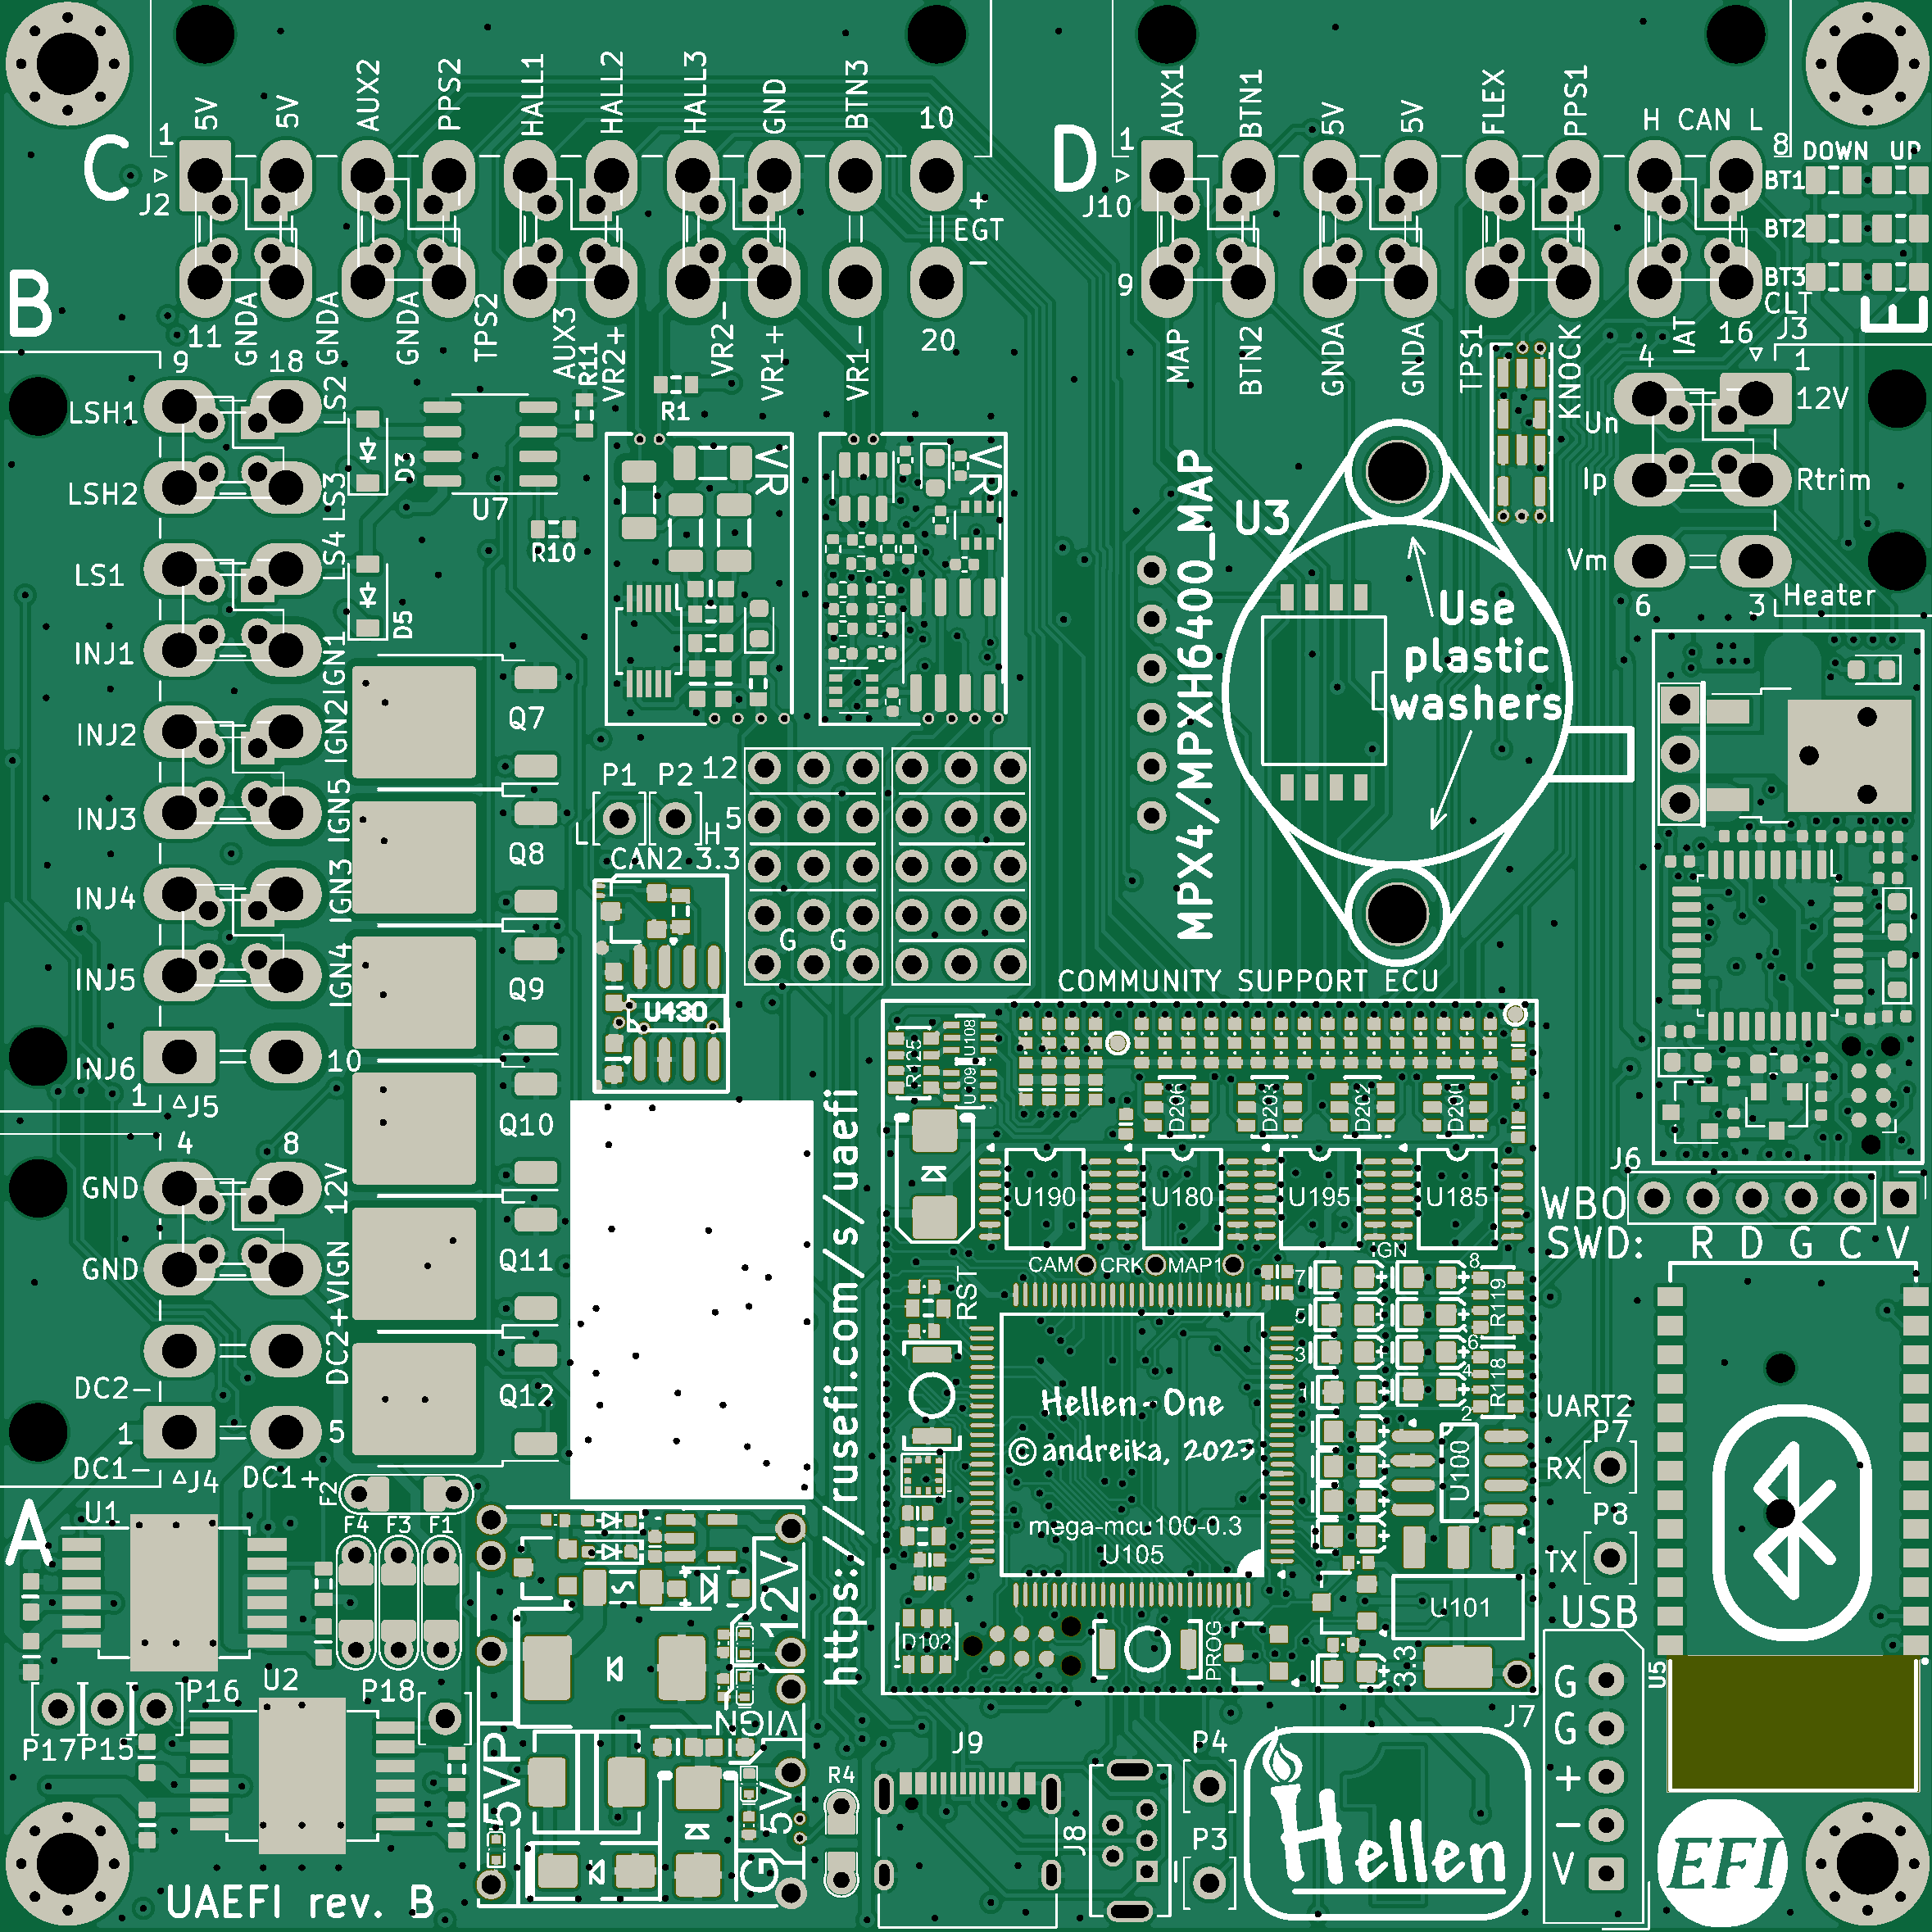 5V
5V
AUX2
PPS2
HALL1
HALL2
HALL3
GND
BTN3
10
C
1
J2
+
EGT
-
11
GNDA
GNDA
GNDA
TPS2
AUX3
VR2+
VR2-
VR1+
VR1-
20
D
1
J10
AUX1
BTN1
5V
5V
FLEX
PPS1
H CAN L
8
DOWN UP
BT1
BT2
BT3
CLT
E
J3
9
MAP
BTN2
GNDA
GNDA
TPS1
KNOCK
IAT
16
B
9
18
LSH1
LS2
LSH2
LS3
LS1
LS4
INJ1
IGN1
INJ2
IGN2
INJ3
IGN5
INJ4
IGN3
INJ5
IGN4
INJ6
10
1
J5
D3
D5
U7
R11
R1
R10
VR
VR
4
1
Un
12V
Ip
Rtrim
Vm
6
3
Heater
U3
MPX4/MPXH6400_MAP
Use
plastic
washers
Q7
Q8
Q9
Q10
Q11
Q12
P1 P2 12
L H 5
CAN2 3.3
G G
U430
https://rusefi.com/s/uaefi
COMMUNITY SUPPORT ECU
R125
U108
U109
D206
D203
D202
D201
U190
U180
U195
U185
CAM
CRK
MAP1
IGN
RST
7
8
5
3
6
1
4
2
R119
R118
Hellen-One
©andreika, 2023
mega-mcu100-0.3
U105
U100
U101
D102
PROG
3.3
J6
WBO
SWD: R D G C V
UART2
P7
RX
P8
TX
USB
G
G
+
-
V
J7
U5
4
8
GND
12V
GND
VIGN
DC2+
DC2-
1
5
DC1-
J4
DC1+
A
U1
F2
F4 F3 F1
P16
U2
P18
P17 P15
12V
VIGN
5VP
5V
G
R4
J9
J8
P4
P3
Hellen
1
EFI
UAEFI rev. B